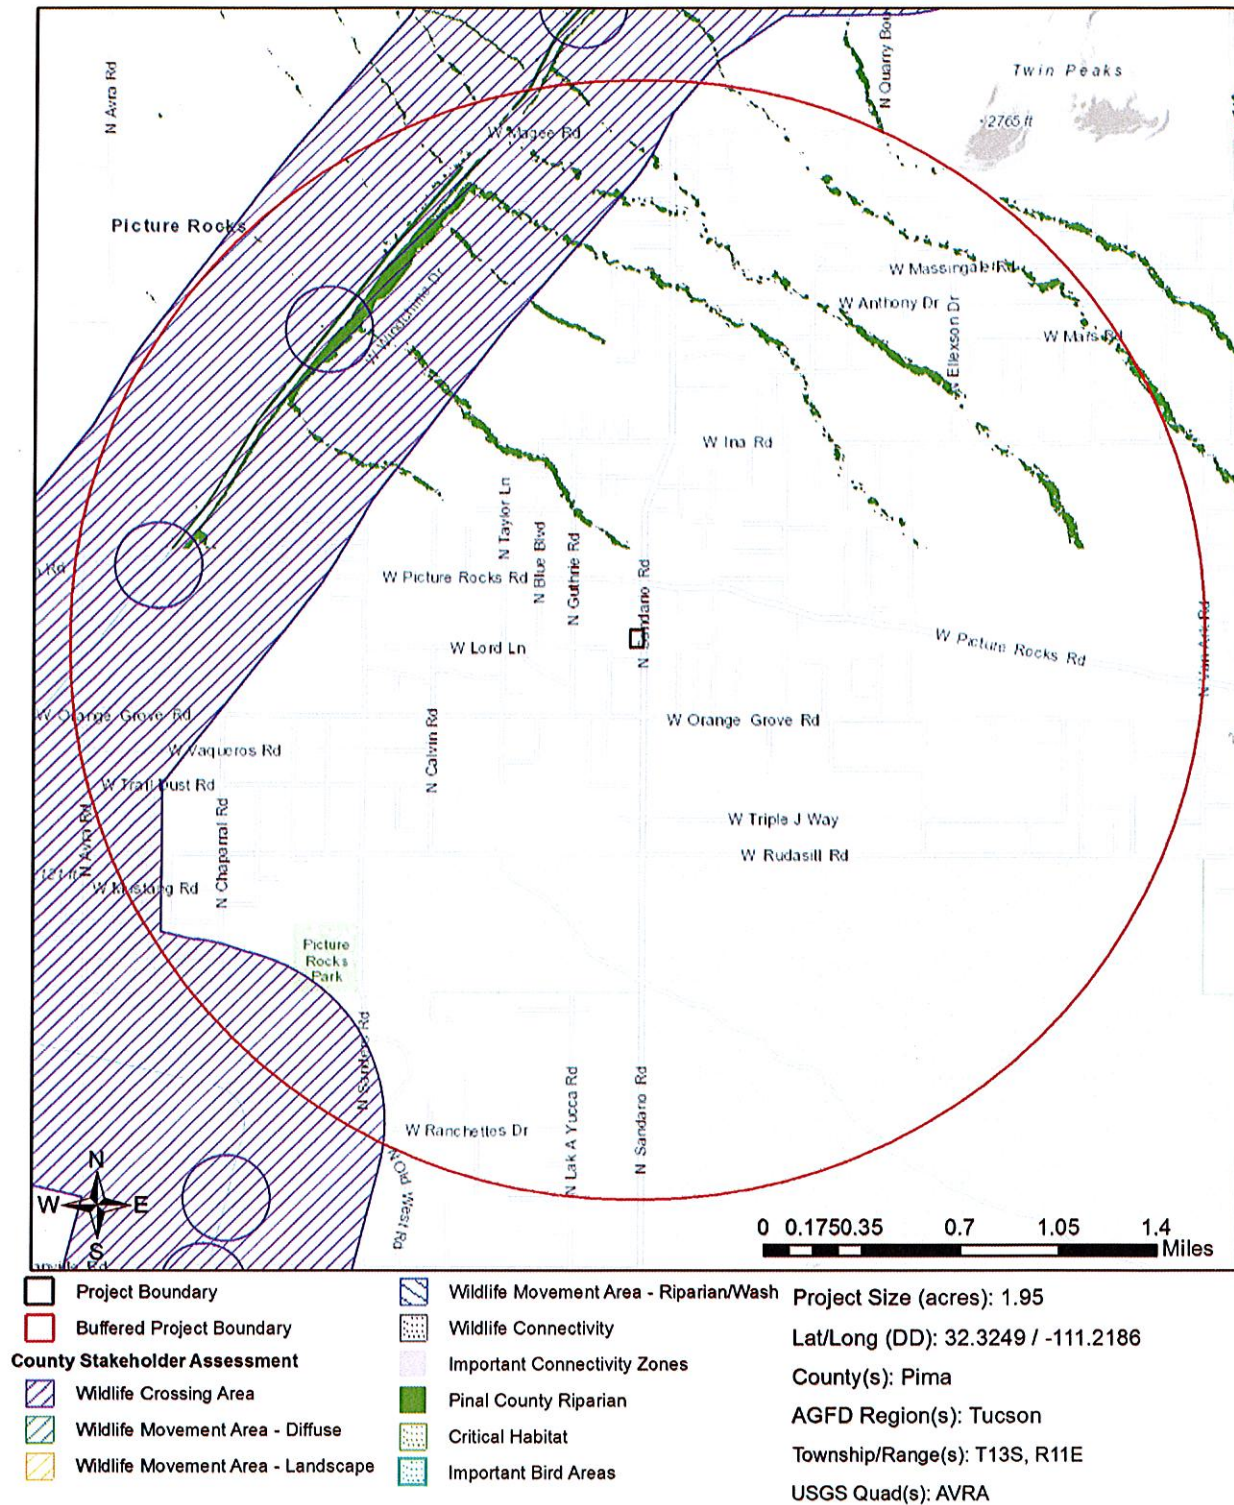 N Quarry Bou
Twin Peaks
2765 ft
N Avra Rd
W Magee Rd
Picture Rocks
W Massingale Rd
W Anthony Dr
N Ellexson Dr
W Mars Rd
W Windchime Dr
W Ina Rd
N Taylor Ln
N Blue Blvd
N Guthrie Rd
N Sandario Rd
Rd
W Picture Rocks Rd
W Picture Rocks Rd
W Lord Ln
W Orange Grove Rd
W Orange Grove Rd
W Vaqueros Rd
W Trail Dust Rd
N Calvin Rd
N Avra Rd
N Chaparral Rd
W Triple J Way
W Rudasill Rd
W Mustang Rd
Picture
Rocks
Park
N Sanders Rd
W Ranchettes Dr
N Lak A Yucca Rd
N Sandario Rd
N Old West Rd
N
W E
S
0 0.175 0.35 0.7 1.05 1.4
Miles
Project Boundary
Buffered Project Boundary
County Stakeholder Assessment
Wildlife Crossing Area
Wildlife Movement Area - Diffuse
Wildlife Movement Area - Landscape
Wildlife Movement Area - Riparian/Wash
Wildlife Connectivity
Important Connectivity Zones
Pinal County Riparian
Critical Habitat
Important Bird Areas
Project Size (acres): 1.95
Lat/Long (DD): 32.3249 / -111.2186
County(s): Pima
AGFD Region(s): Tucson
Township/Range(s): T13S, R11E
USGS Quad(s): AVRA